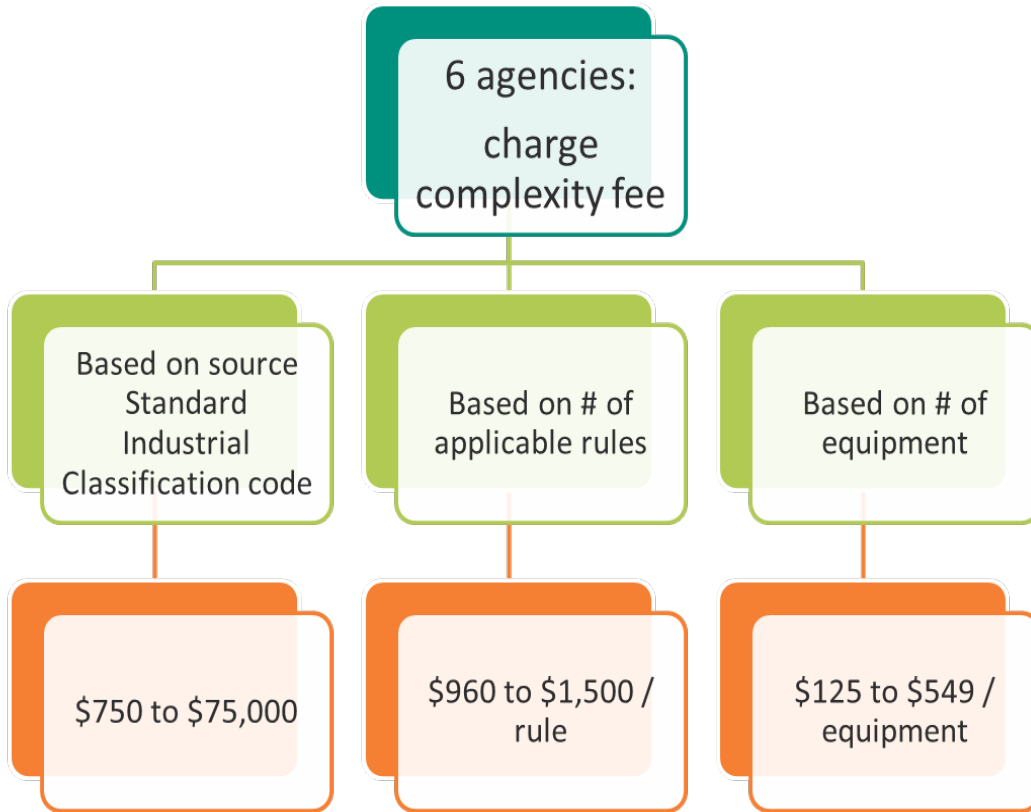 6 agencies:
charge
complexity fee
Based on source
Standard
Industrial
Classification code
Based on # of
applicable rules
Based on # of
equipment
$750 to $75,000
$960 to $1,500 /
rule
$125 to $549 /
equipment